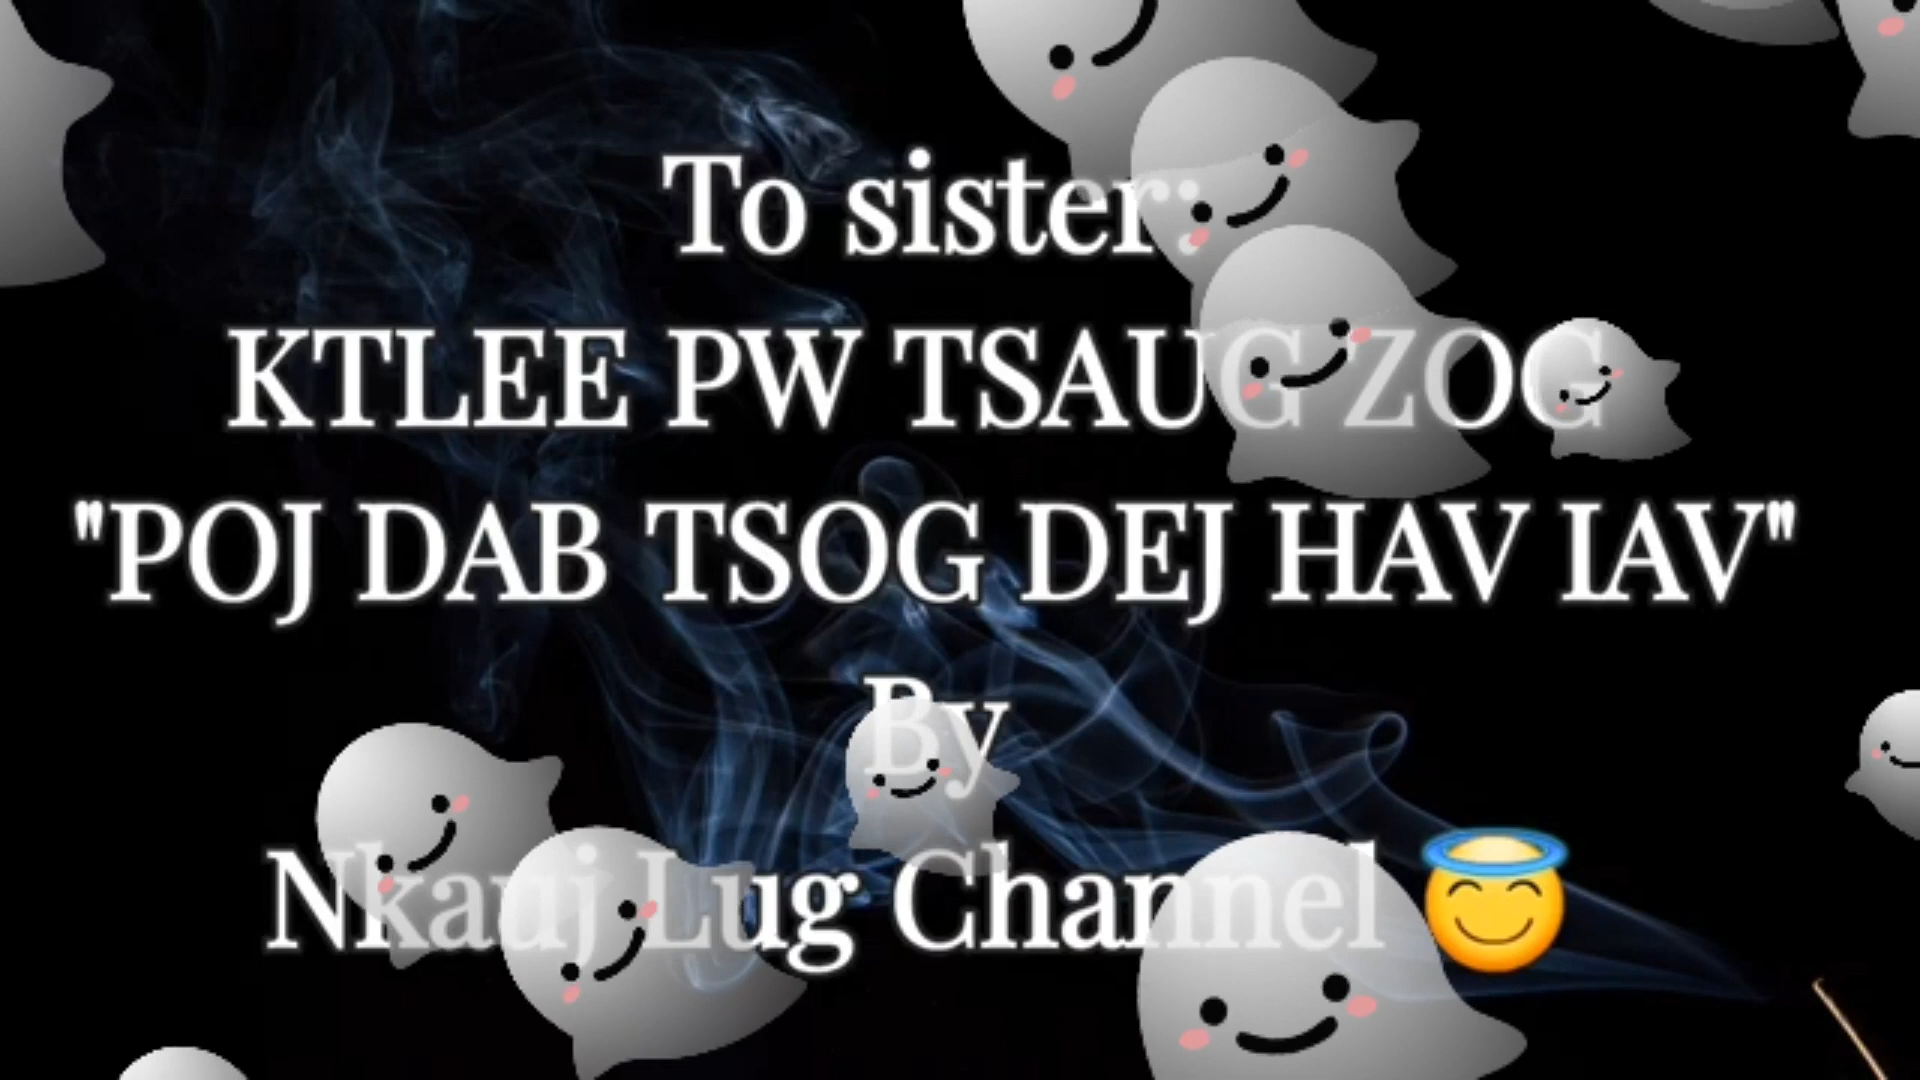 To sister:
KTLEE PW TSAUG ZOG
"POJ DAB TSOG DEJ HAV IAV"
By
Nkauj Lug Channel 😇